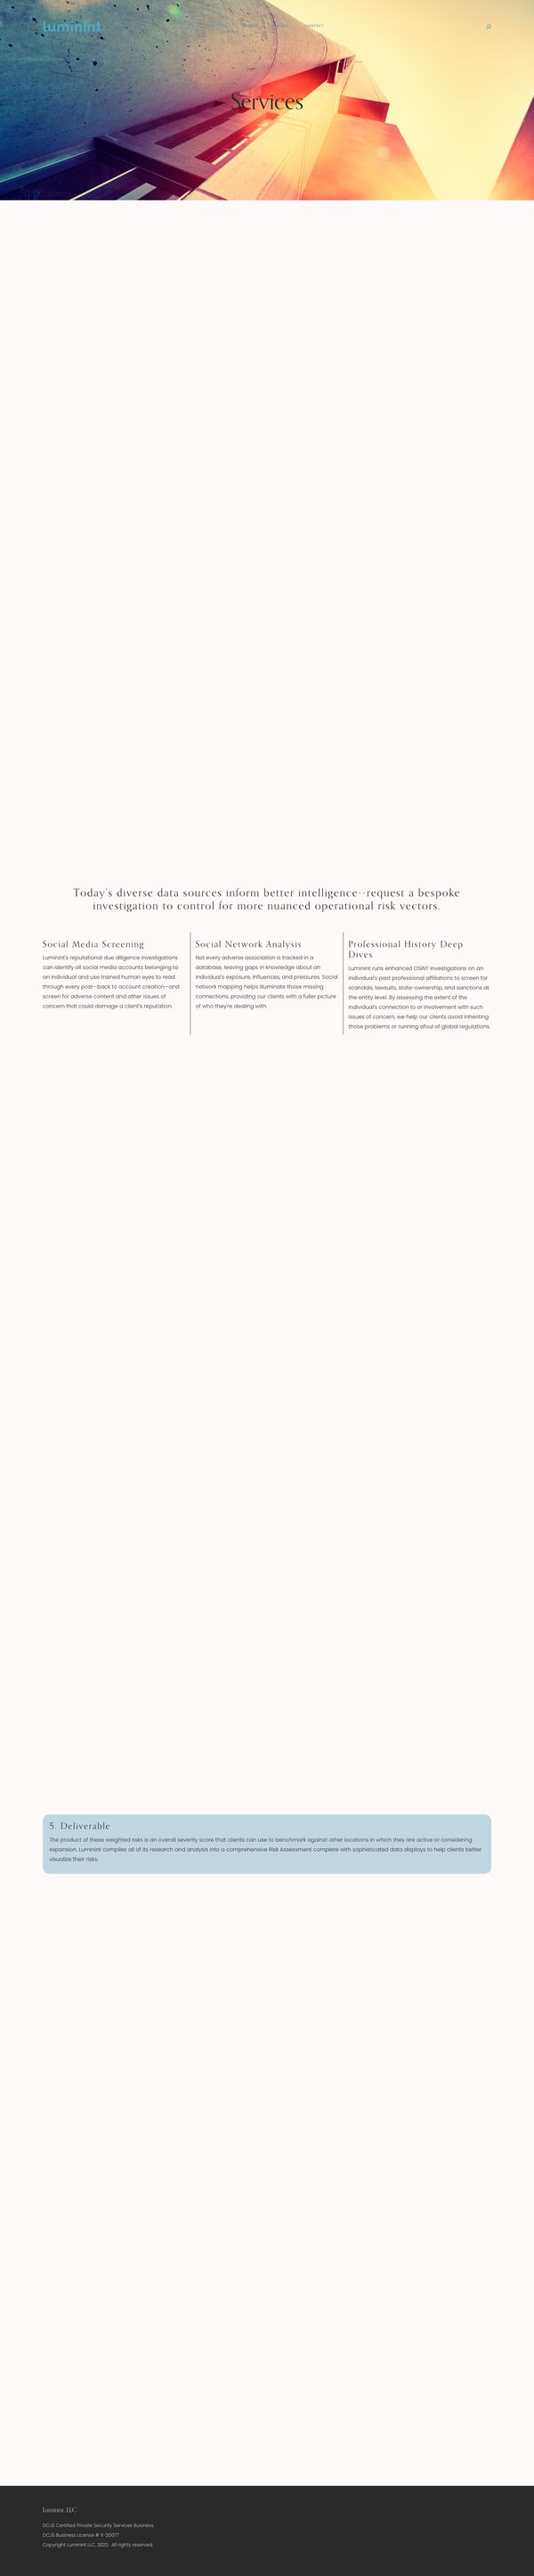 luminint
CONTACT
Services
Today's diverse data sources inform better intelligence--request a bespoke
investigation to control for more nuanced operational risk vectors.
Social Media Screening
Luminint's reputational due diligence investigations
can identify all social media accounts belonging to
an individual and use trained human eyes to read
through every post--back to account creation--and
screen for adverse content and other issues of
concern that could damage a client's reputation.
Social Network Analysis
Not every adverse association is tracked in a
database, leaving gaps in knowledge about an
individual's exposure, influences, and pressures. Social
network mapping helps illuminate those missing
connections, providing our clients with a fuller picture
of who they're dealing with.
Professional History Deep
Dives
Luminint runs enhanced OSINT investigations on an
individual's past professional affiliations to screen for
scandals, lawsuits, state-ownership, and sanctions at
the entity level. By assessing the extent of the
individual's connection to or involvement with such
issues of concern, we help our clients avoid inheriting
those problems or running afoul of global regulations.
5. Deliverable
The product of these weighted risks is an overall severity score that clients can use to benchmark against other locations in which they are active or considering
expansion. Luminint compiles all of its research and analysis into a comprehensive Risk Assessment complete with sophisticated data displays to help clients better
visualize their risks.
Luminint, LLC
DCJS Certified Private Security Services Business
DCJS Business License # 11-20077
Copyright Luminint LLC, 2022. All rights reserved.